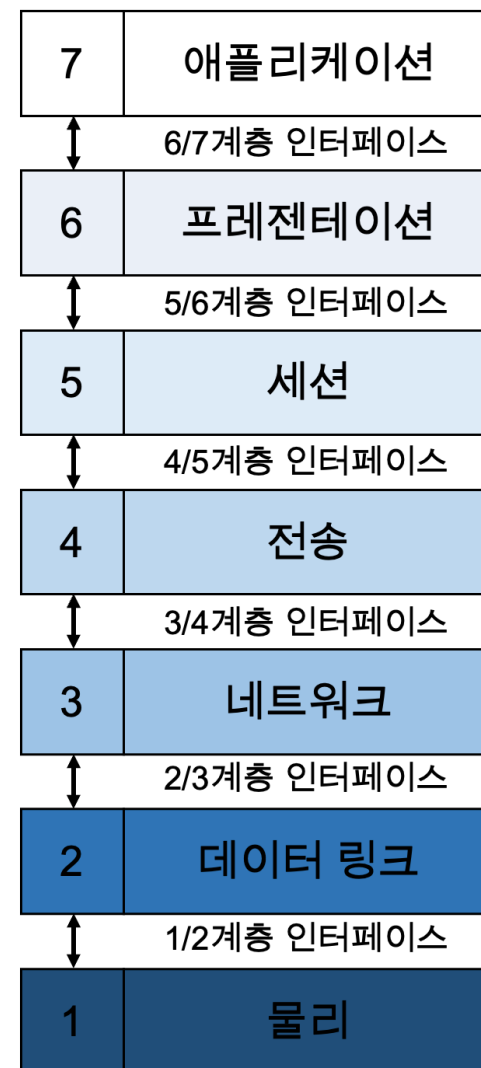 7 애플리케이션
6/7계층 인터페이스
6 프레젠테이션
5/6계층 인터페이스
5 세션
4/5계층 인터페이스
4 전송
3/4계층 인터페이스
3 네트워크
2/3계층 인터페이스
2 데이터 링크
1/2계층 인터페이스
1 물리